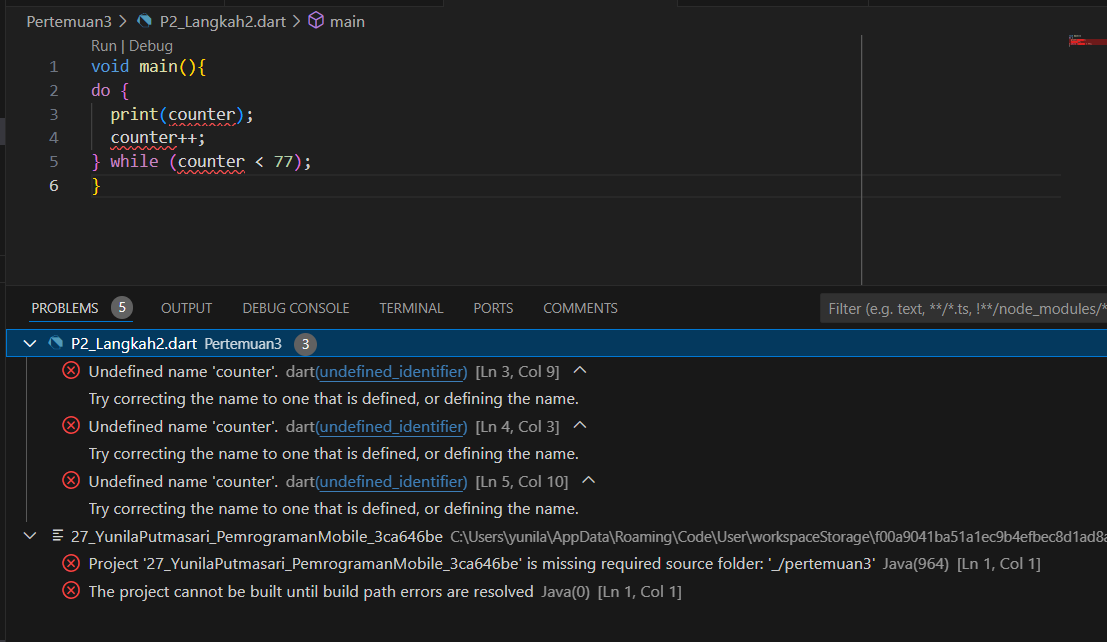 Pertemuan3 > P2_Langkah2.dart > main
Run | Debug
1 void main(){
2 do {
3 print(counter);
4 counter++;
5 } while (counter < 77);
6 }
PROBLEMS 5 OUTPUT DEBUG CONSOLE TERMINAL PORTS COMMENTS Filter (e.g. text, **/*.ts, !**/node_modules/*
P2_Langkah2.dart Pertemuan3 3
Undefined name 'counter'. dart(undefined_identifier) [Ln 3, Col 9]
Try correcting the name to one that is defined, or defining the name.
Undefined name 'counter'. dart(undefined_identifier) [Ln 4, Col 3]
Try correcting the name to one that is defined, or defining the name.
Undefined name 'counter'. dart(undefined_identifier) [Ln 5, Col 10]
Try correcting the name to one that is defined, or defining the name.
27_YunilaPutmasari_PemrogramanMobile_3ca646be C:\Users\yunila\AppData\Roaming\Code\User\workspaceStorage\f00a9041ba51a1ec9b4efbec8d1ad8a
Project '27_YunilaPutmasari_PemrogramanMobile_3ca646be' is missing required source folder: '_/pertemuan3' Java(964) [Ln 1, Col 1]
The project cannot be built until build path errors are resolved Java(0) [Ln 1, Col 1]